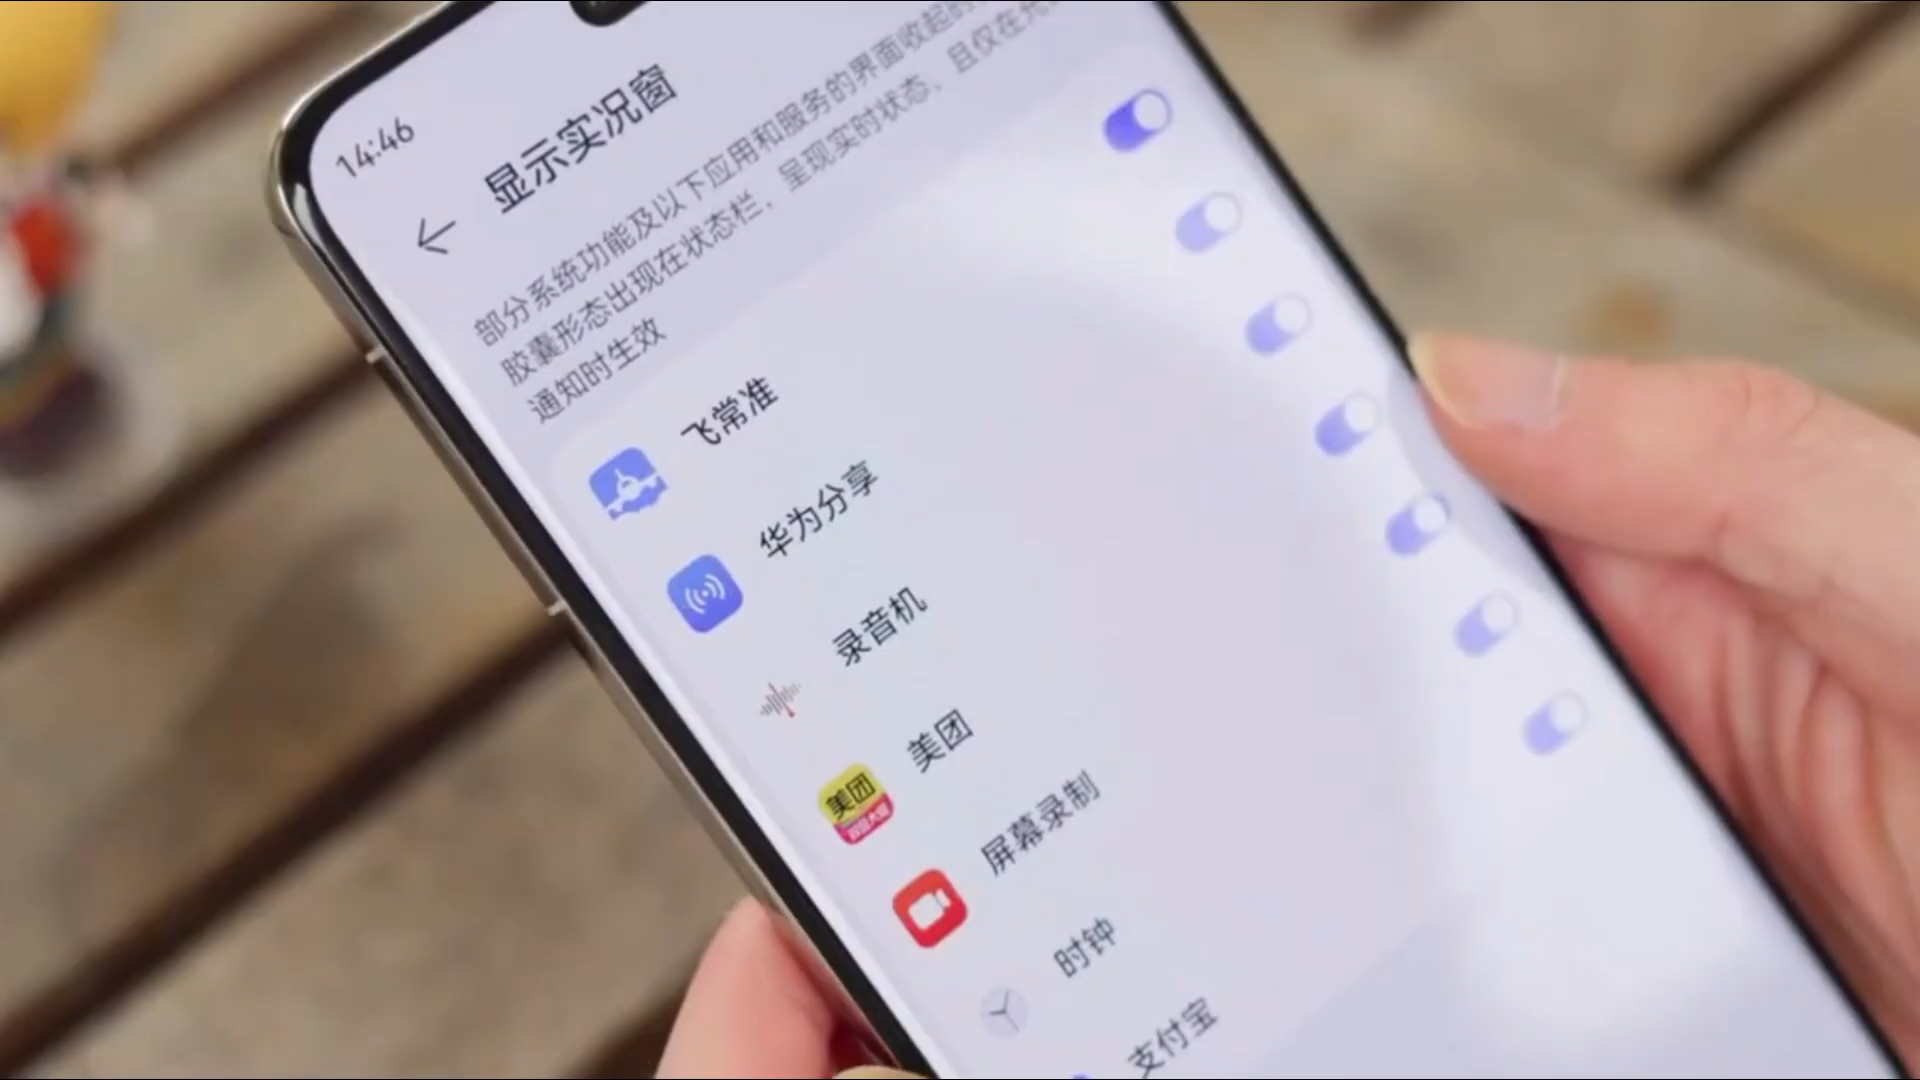 14:46
显示实况窗
部分系统功能及以下应用和服务的界面收起时
胶囊形态出现在状态栏，呈现实时状态，且仅在允
通知时生效
飞常准
华为分享
录音机
美团
美团
屏幕录制
时钟
支付宝